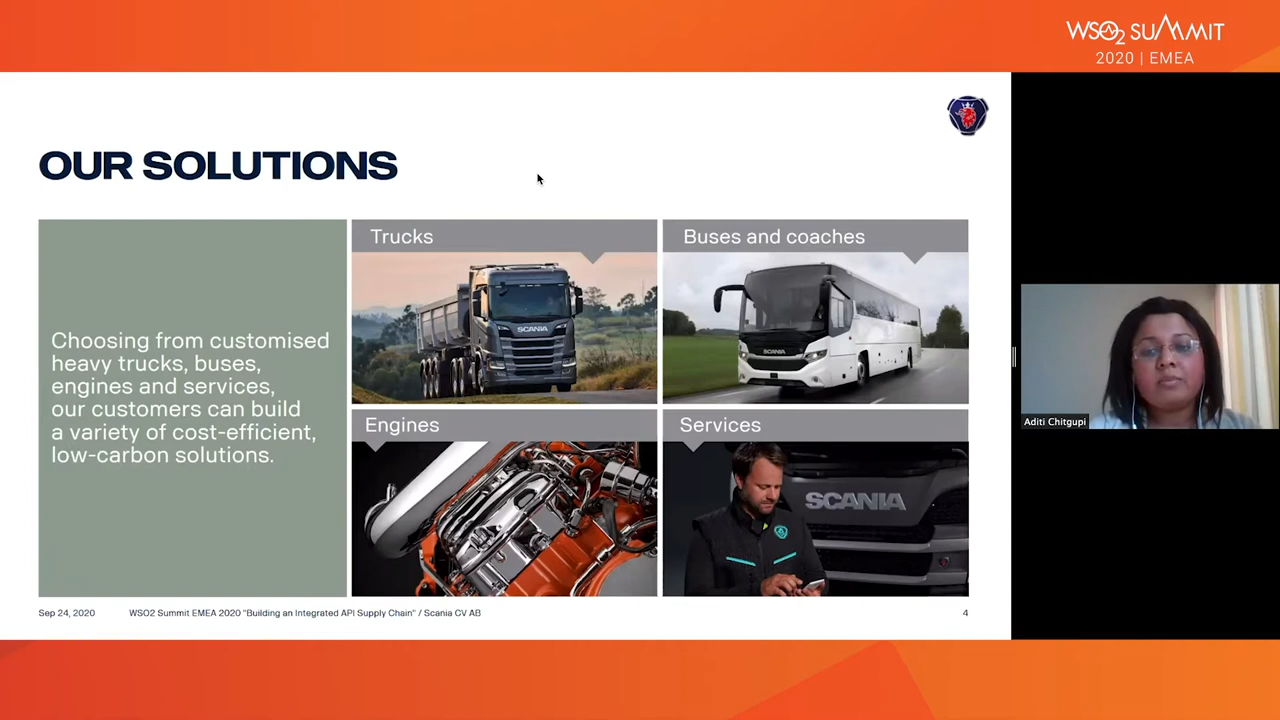 WSO2 SUMMIT
2020 | EMEA
OUR SOLUTIONS
Choosing from customised
heavy trucks, buses,
engines and services,
our customers can build
a variety of cost-efficient,
low-carbon solutions.
Trucks
SCANIA
Buses and coaches
SCANIA
Engines
Services
SCANIA
Aditi Chitgupi
Sep 24, 2020
WSO2 Summit EMEA 2020 "Building an Integrated API Supply Chain" / Scania CV AB
4